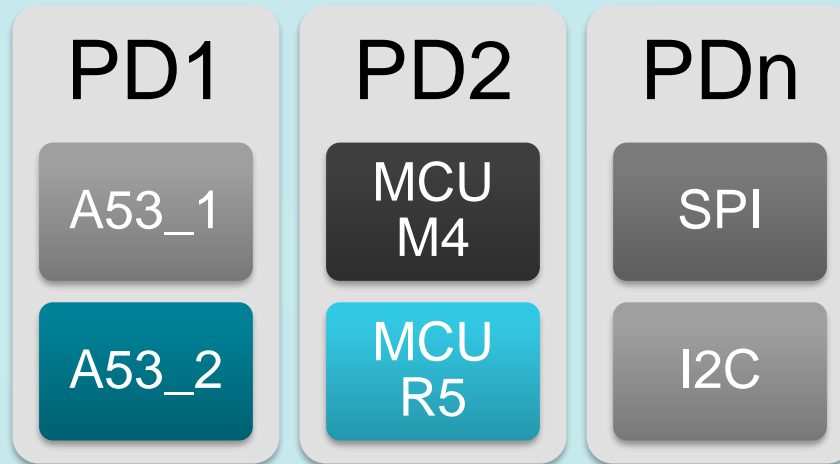 PD1
A53_1
A53_2
PD2
MCU
M4
MCU
R5
PDn
SPI
I2C